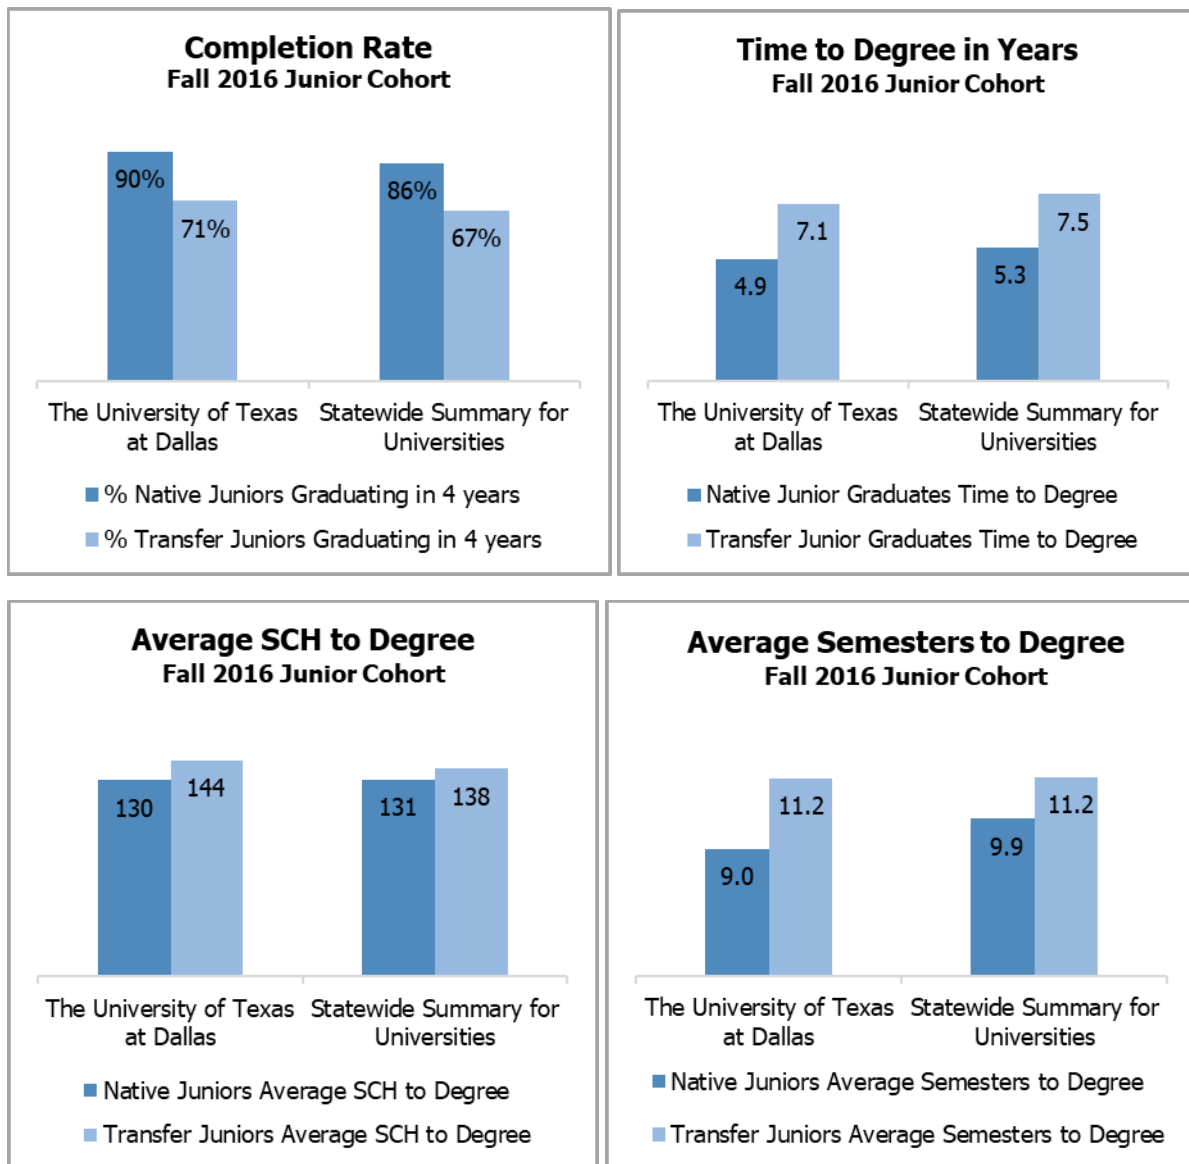 Completion Rate
Fall 2016 Junior Cohort
90%
71%
86%
67%
The University of Texas
at Dallas
Statewide Summary for
Universities
% Native Juniors Graduating in 4 years
% Transfer Juniors Graduating in 4 years
Time to Degree in Years
Fall 2016 Junior Cohort
4.9
7.1
5.3
7.5
The University of Texas
at Dallas
Statewide Summary for
Universities
Native Junior Graduates Time to Degree
Transfer Junior Graduates Time to Degree
Average SCH to Degree
Fall 2016 Junior Cohort
130
144
131
138
The University of Texas
at Dallas
Statewide Summary for
Universities
Native Juniors Average SCH to Degree
Transfer Juniors Average SCH to Degree
Average Semesters to Degree
Fall 2016 Junior Cohort
9.0
11.2
9.9
11.2
The University of Texas
at Dallas
Statewide Summary for
Universities
Native Juniors Average Semesters to Degree
Transfer Juniors Average Semesters to Degree